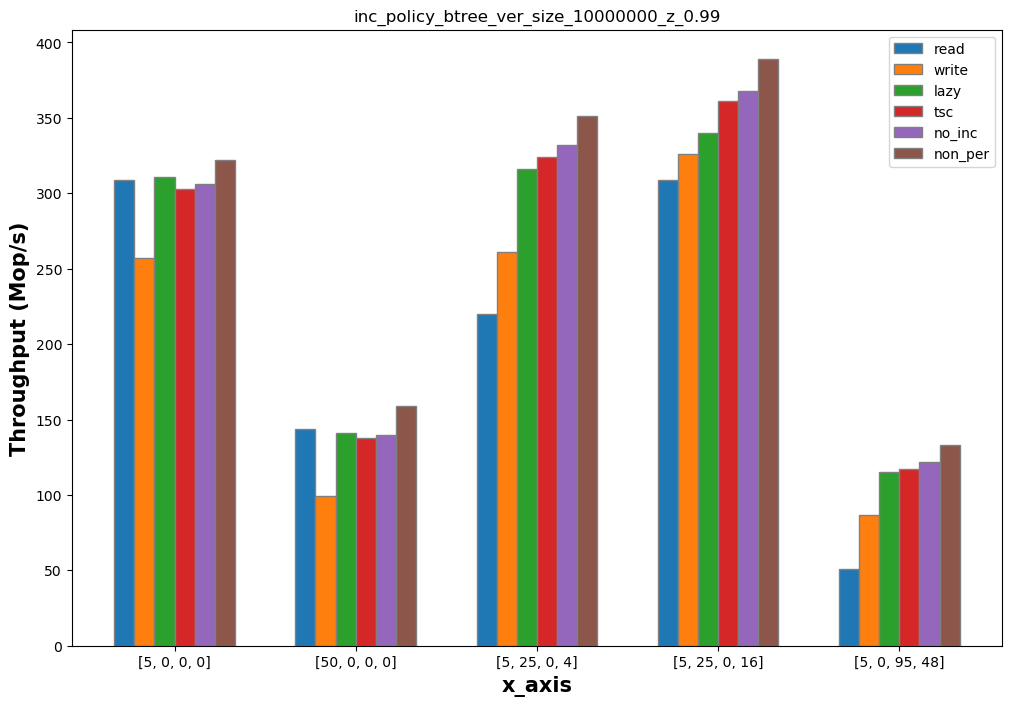 inc_policy_btree_ver_size_10000000_z_0.99
Throughput (Mop/s)
400
350
300
250
200
150
100
50
0
read
write
lazy
tsc
no_inc
non_per
[5, 0, 0, 0]
[50, 0, 0, 0]
[5, 25, 0, 4]
[5, 25, 0, 16]
[5, 0, 95, 48]
x_axis